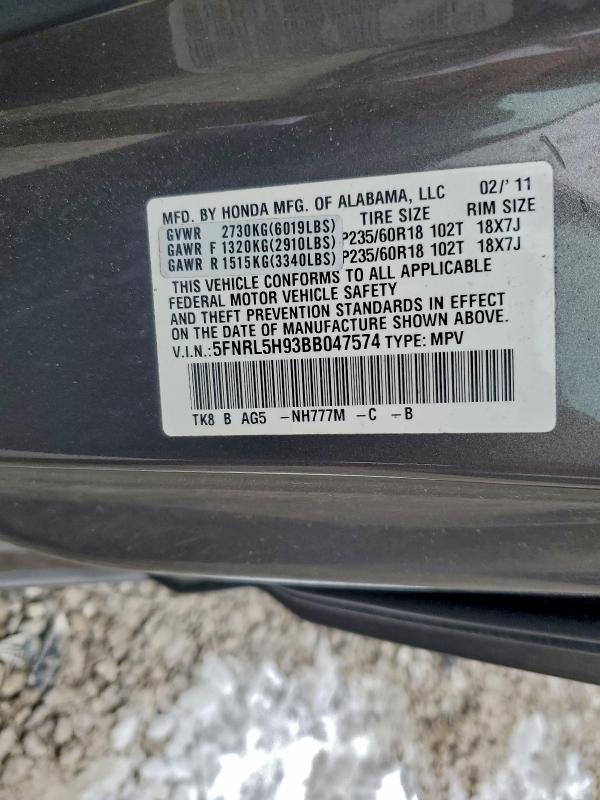 MFD. BY HONDA MFG. OF ALABAMA, LLC 02/'11
TIRE SIZE RIM SIZE
GVWR 2730KG(6019LBS)
GAWR F 1320KG(2910LBS) P235/60R18 102T 18X7J
GAWR R 1515KG(3340LBS) P235/60R18 102T 18X7J
THIS VEHICLE CONFORMS TO ALL APPLICABLE
FEDERAL MOTOR VEHICLE SAFETY
AND THEFT PREVENTION STANDARDS IN EFFECT
ON THE DATE OF MANUFACTURE SHOWN ABOVE.
V.I.N.:5FNRL5H93BB047574 TYPE: MPV
TK8 B AG5 -NH777M -C -B